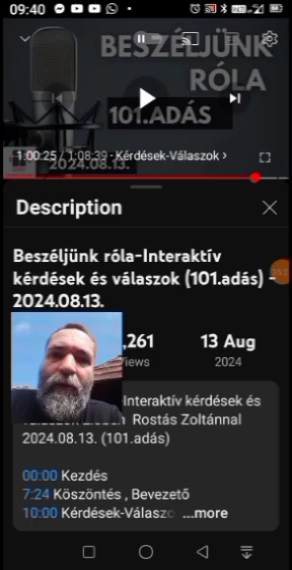 09:40
BESZÉLJÜNK
RÓLA
101.ADÁS
1:00:25 / 1:08:39 · Kérdések-Válaszok ›
2024.08.13.
Description
Beszéljünk róla-Interaktív
kérdések és válaszok (101.adás) -
2024.08.13.
,261
13 Aug
views
2024
Interaktív kérdések és
Rostás Zoltánnal
2024.08.13. (101.adás)
00:00 Kezdés
7:24 Köszöntés , Bevezető
10:00 Kérdések-Válaszo ...more